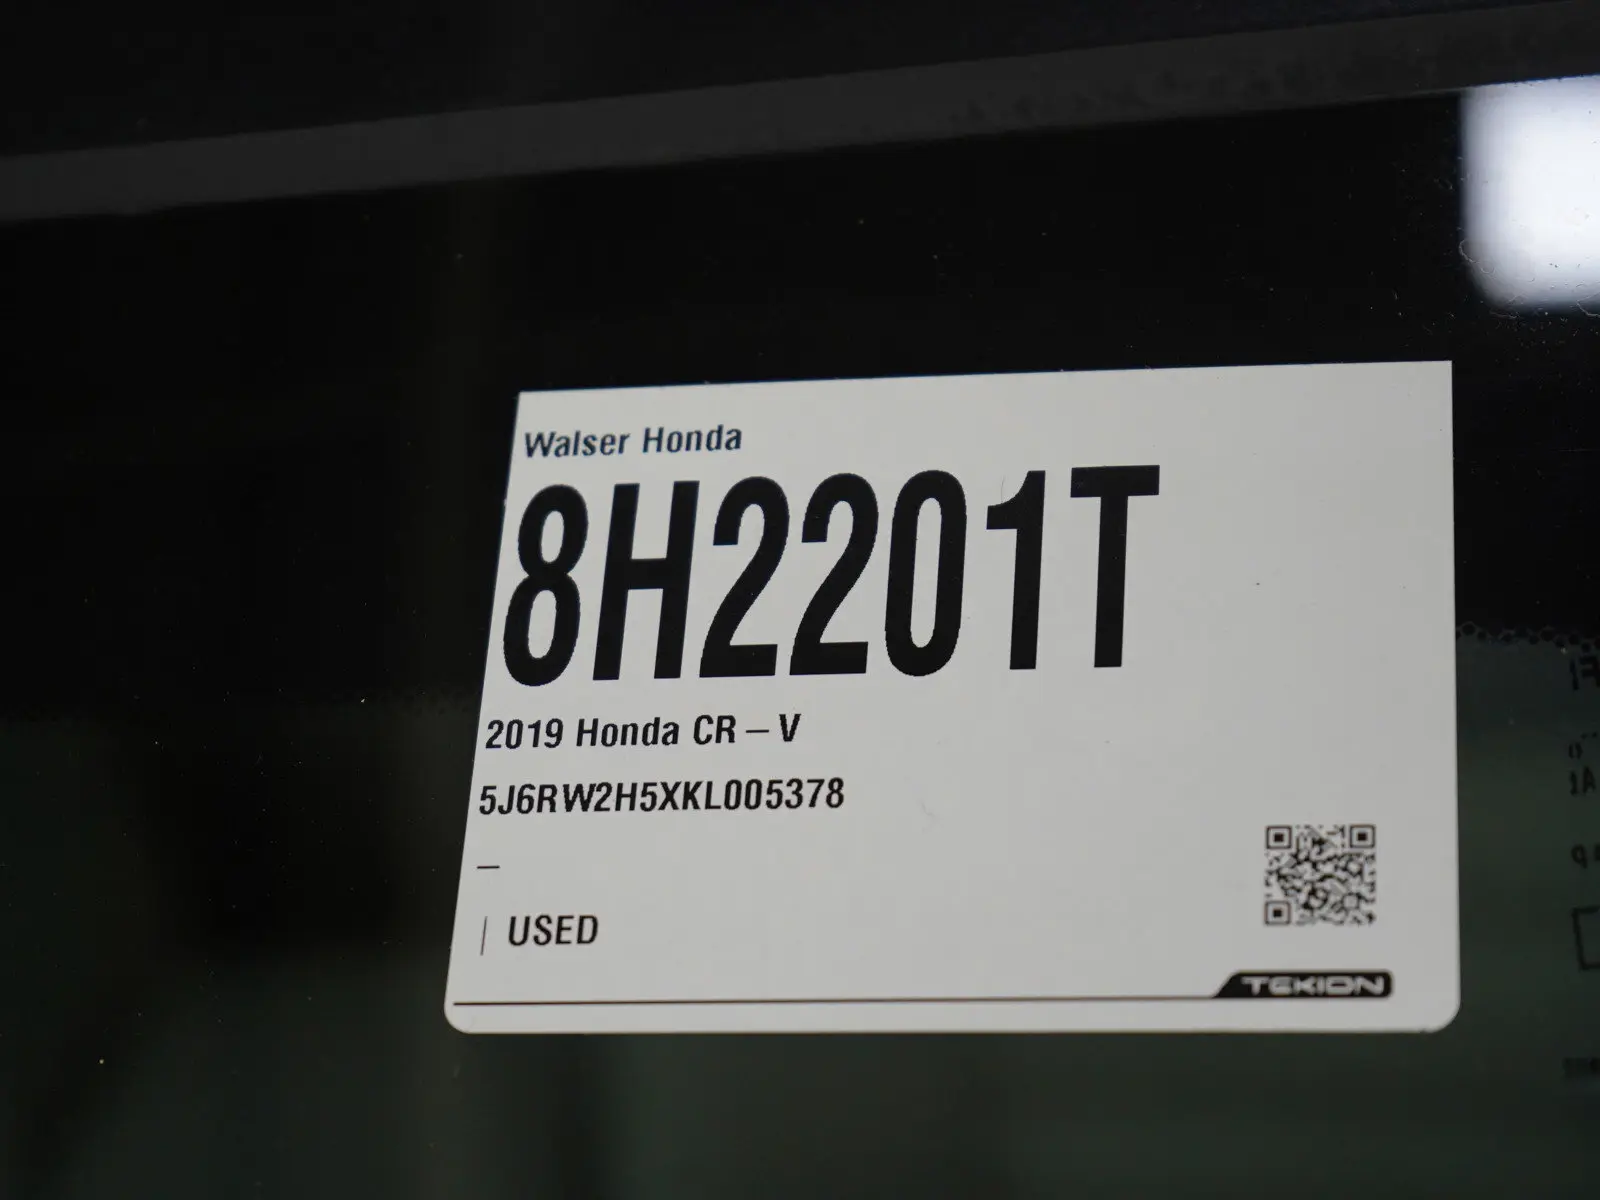 Walser Honda
8H2201T
2019 Honda CR – V
5J6RW2H5XKL005378
–
| USED
TEKION